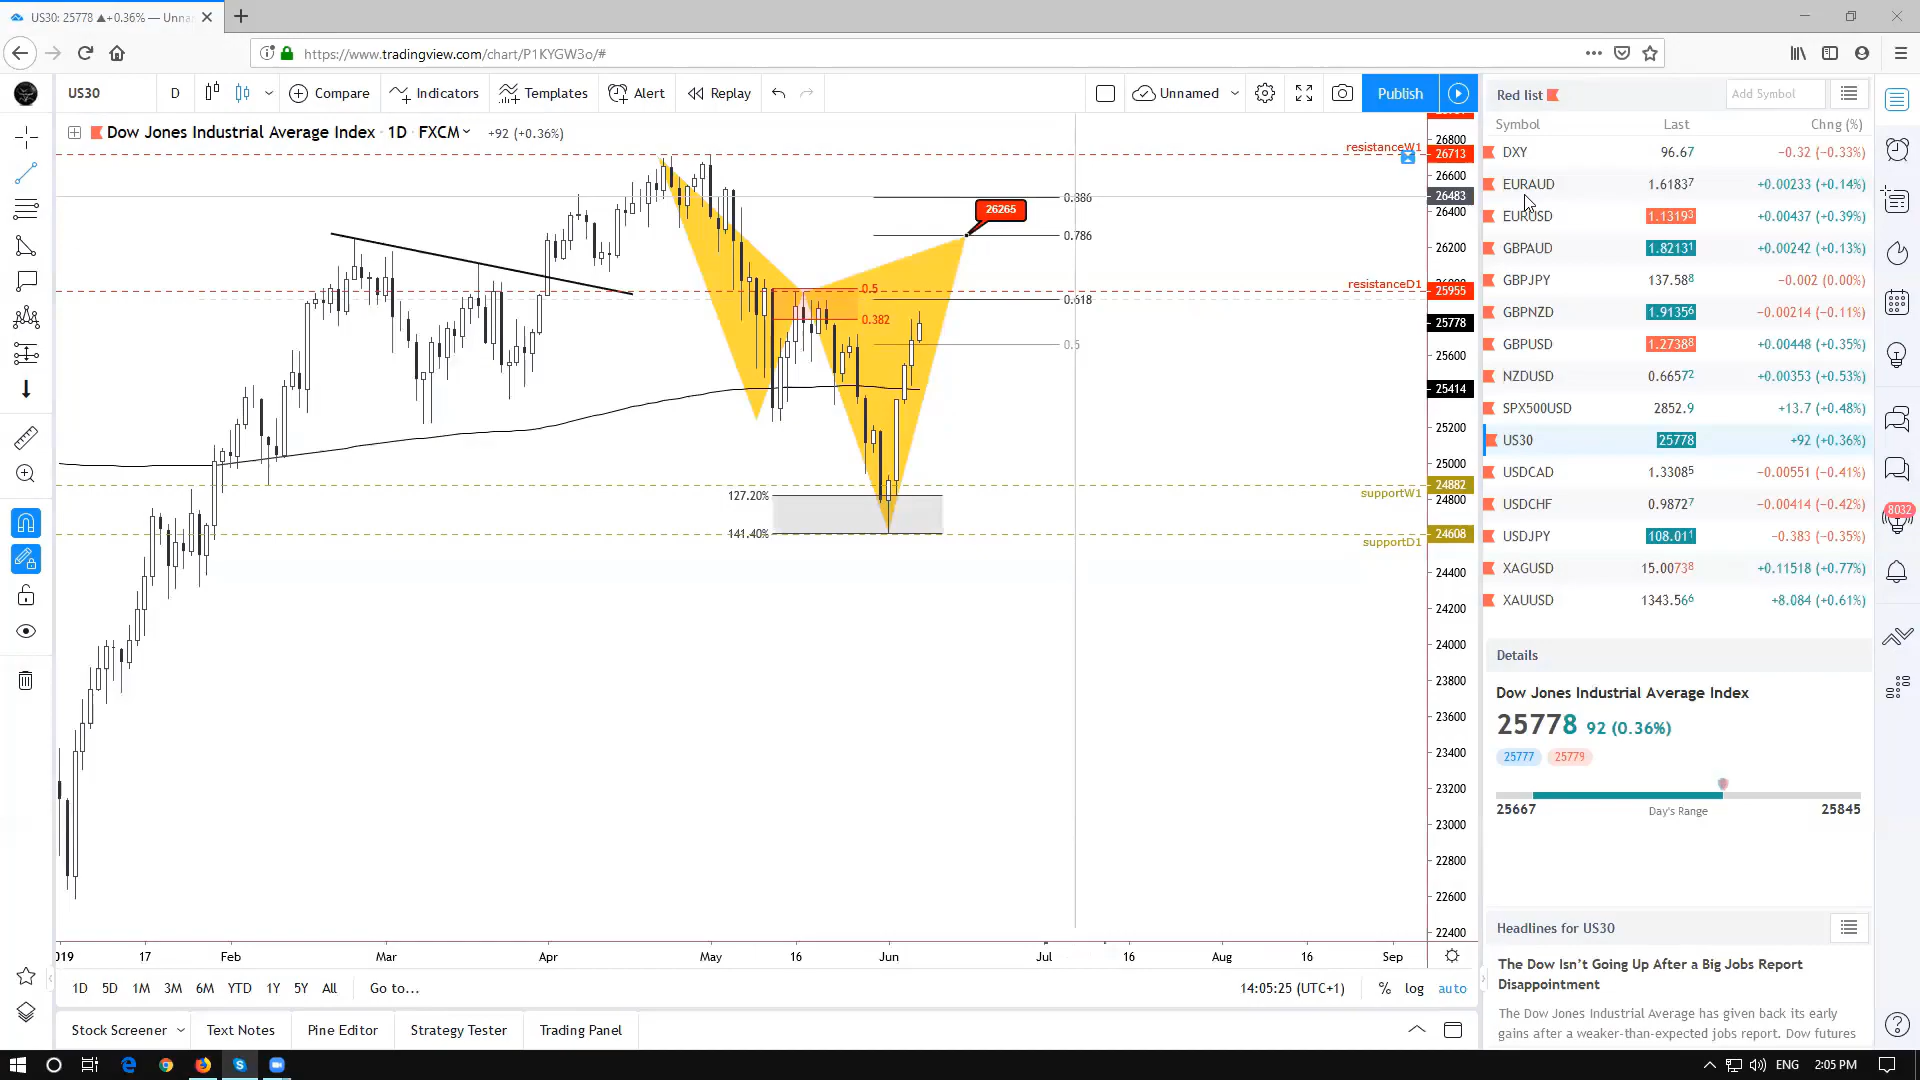 US30: 25778 ▲+0.36% — Unna
https://www.tradingview.com/chart/P1KYGW3o/#
US30 D Compare Indicators Templates Alert Replay Unnamed Publish
Dow Jones Industrial Average Index · 1D · FXCM +92 (+0.36%)
resistanceW1
26713
26800
26600
26483
26400
26200
resistanceD1
25955
25778
25600
25414
25200
25000
24882
24800
supportW1
24608
supportD1
24400
24200
24000
23800
23600
23400
23200
23000
22800
22600
22400
0.886
26265
0.786
0.618
0.5
0.5
0.382
127.20%
141.40%
2019 17 Feb Mar Apr May 16 Jun Jul 16 Aug 16 Sep
1D 5D 1M 3M 6M YTD 1Y 5Y All Go to... 14:05:25 (UTC+1) % log auto
Stock Screener Text Notes Pine Editor Strategy Tester Trading Panel
Red list Add Symbol
Symbol Last Chng (%)
DXY 96.67 −0.32 (−0.33%)
EURAUD 1.61837 +0.00233 (+0.14%)
EURUSD 1.13193 +0.00437 (+0.39%)
GBPAUD 1.82131 +0.00242 (+0.13%)
GBPJPY 137.588 −0.002 (0.00%)
GBPNZD 1.91356 −0.00214 (−0.11%)
GBPUSD 1.27388 +0.00448 (+0.35%)
NZDUSD 0.66572 +0.00353 (+0.53%)
SPX500USD 2852.9 +13.7 (+0.48%)
US30 25778 +92 (+0.36%)
USDCAD 1.33085 −0.00551 (−0.41%)
USDCHF 0.98727 −0.00414 (−0.42%)
USDJPY 108.011 −0.383 (−0.35%)
XAGUSD 15.00738 +0.11518 (+0.77%)
XAUUSD 1343.566 +8.084 (+0.61%)
Details
Dow Jones Industrial Average Index
25778 92 (0.36%)
25777 25779
25667 Day's Range 25845
Headlines for US30
The Dow Isn’t Going Up After a Big Jobs Report
Disappointment
The Dow Jones Industrial Average has given back its early
gains after a weaker-than-expected jobs report. Dow futures
8032
ENG 2:05 PM